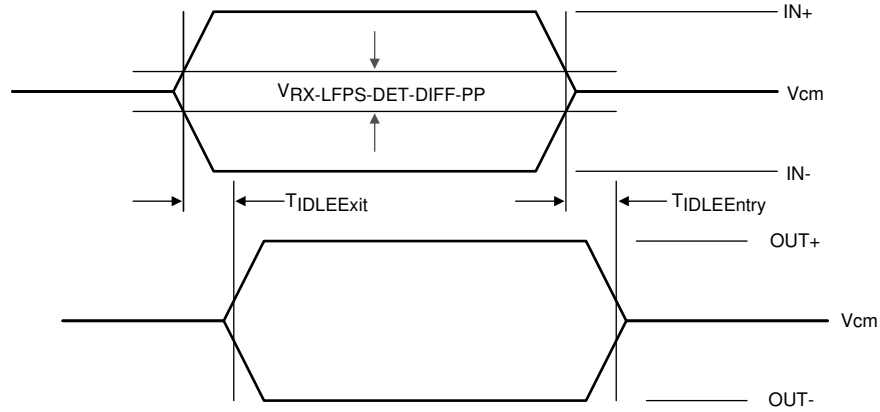 IN+
VRX-LFPS-DET-DIFF-PP
Vcm
IN-
TIDLEExit
TIDLEEntry
OUT+
Vcm
OUT-